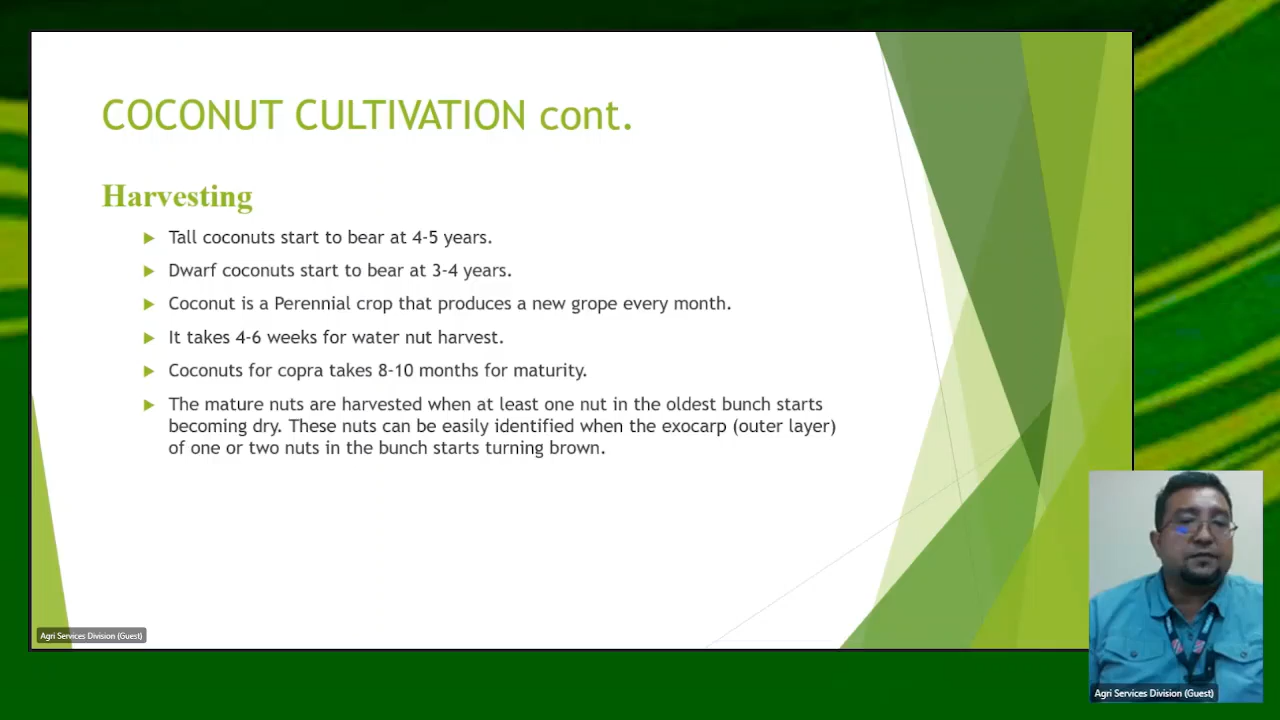 COCONUT CULTIVATION cont.
Harvesting
Tall coconuts start to bear at 4-5 years.
Dwarf coconuts start to bear at 3-4 years.
Coconut is a Perennial crop that produces a new grope every month.
It takes 4-6 weeks for water nut harvest.
Coconuts for copra takes 8-10 months for maturity.
The mature nuts are harvested when at least one nut in the oldest bunch starts
becoming dry. These nuts can be easily identified when the exocarp (outer layer)
of one or two nuts in the bunch starts turning brown.
Agri Services Division (Guest)
Agri Services Division (Guest)